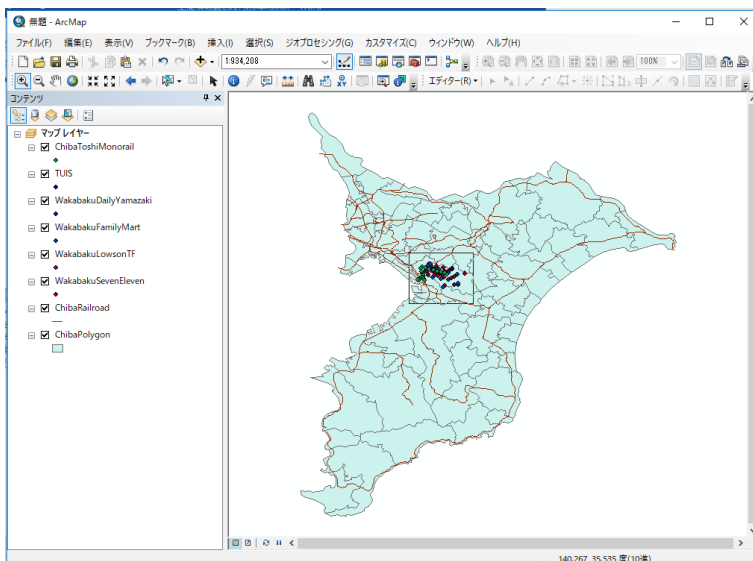 無題 - ArcMap
ファイル(F) 編集(E) 表示(V) ブックマーク(B) 挿入(I) 選択(S) ジオプロセシング(G) カスタマイズ(C) ウィンドウ(W) ヘルプ(H)
1:934,208
100%
エディター(R)
コンテンツ
マップ レイヤー
ChibaToshiMonorail
TUIS
WakabakuDailyYamazaki
WakabakuFamilyMart
WakabakuLowsonTF
WakabakuSevenEleven
ChibaRailroad
ChibaPolygon
140.267 35.535 度(10進)